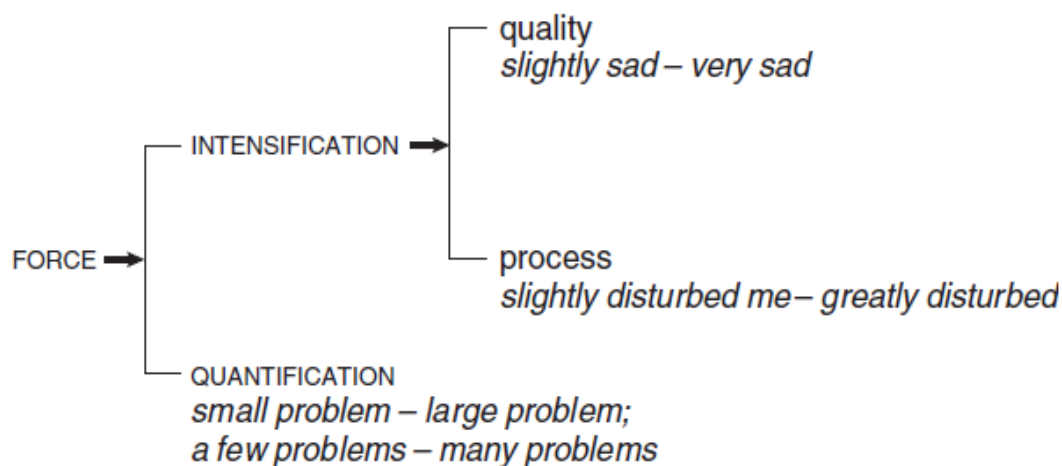 quality
slightly sad – very sad
INTENSIFICATION
FORCE
process
slightly disturbed me – greatly disturbed
QUANTIFICATION
small problem – large problem;
a few problems – many problems